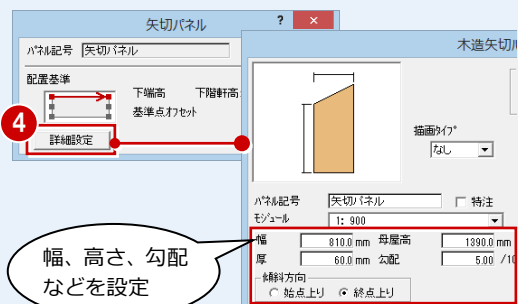 矢切パネル
? ×
パネル記号 矢切パネル
配置基準
下端高 下階軒高
基準点オフセット
4
詳細設定
木造矢切
描画タイプ
なし
パネル記号 矢切パネル 特注
モジュール 1: 900
幅 810.0 mm 母屋高 1390.0 mm
厚 60.0 mm 勾配 5.00 /10
傾斜方向
始点上り 終点上り
幅、高さ、勾配
などを設定